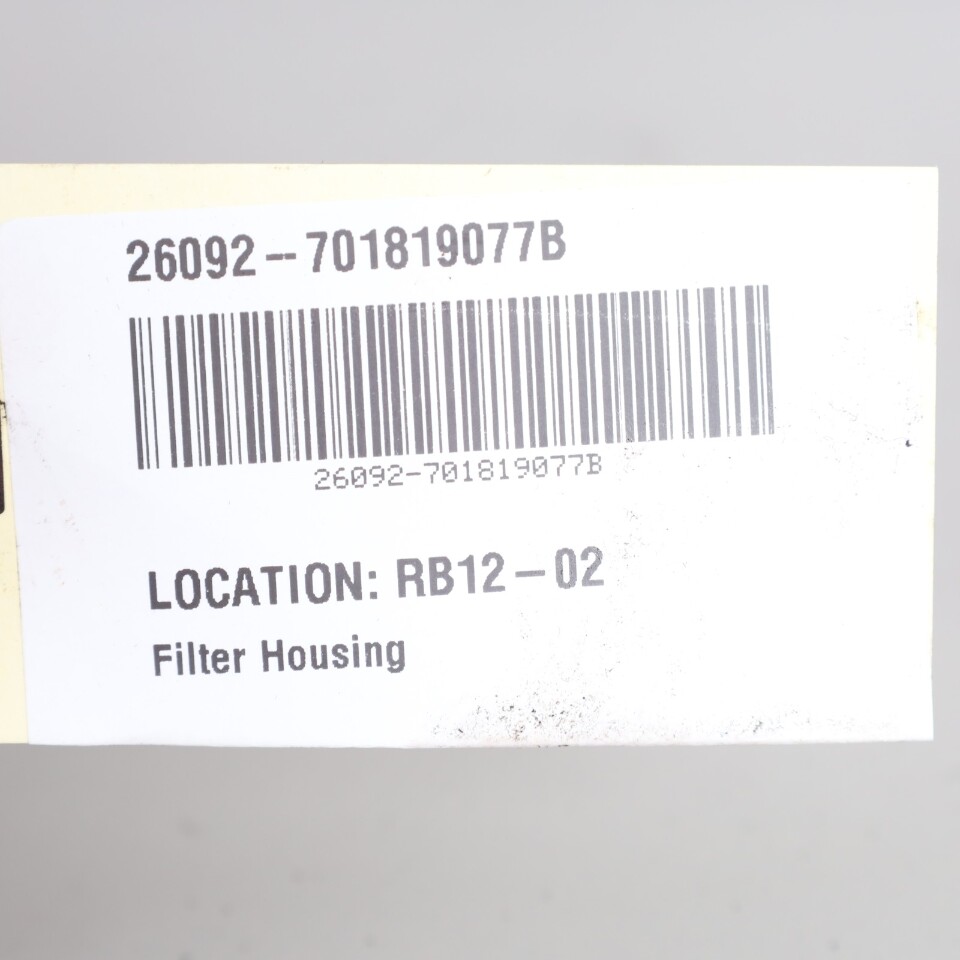 26092--701819077B
26092-701819077B
LOCATION: RB12-02
Filter Housing